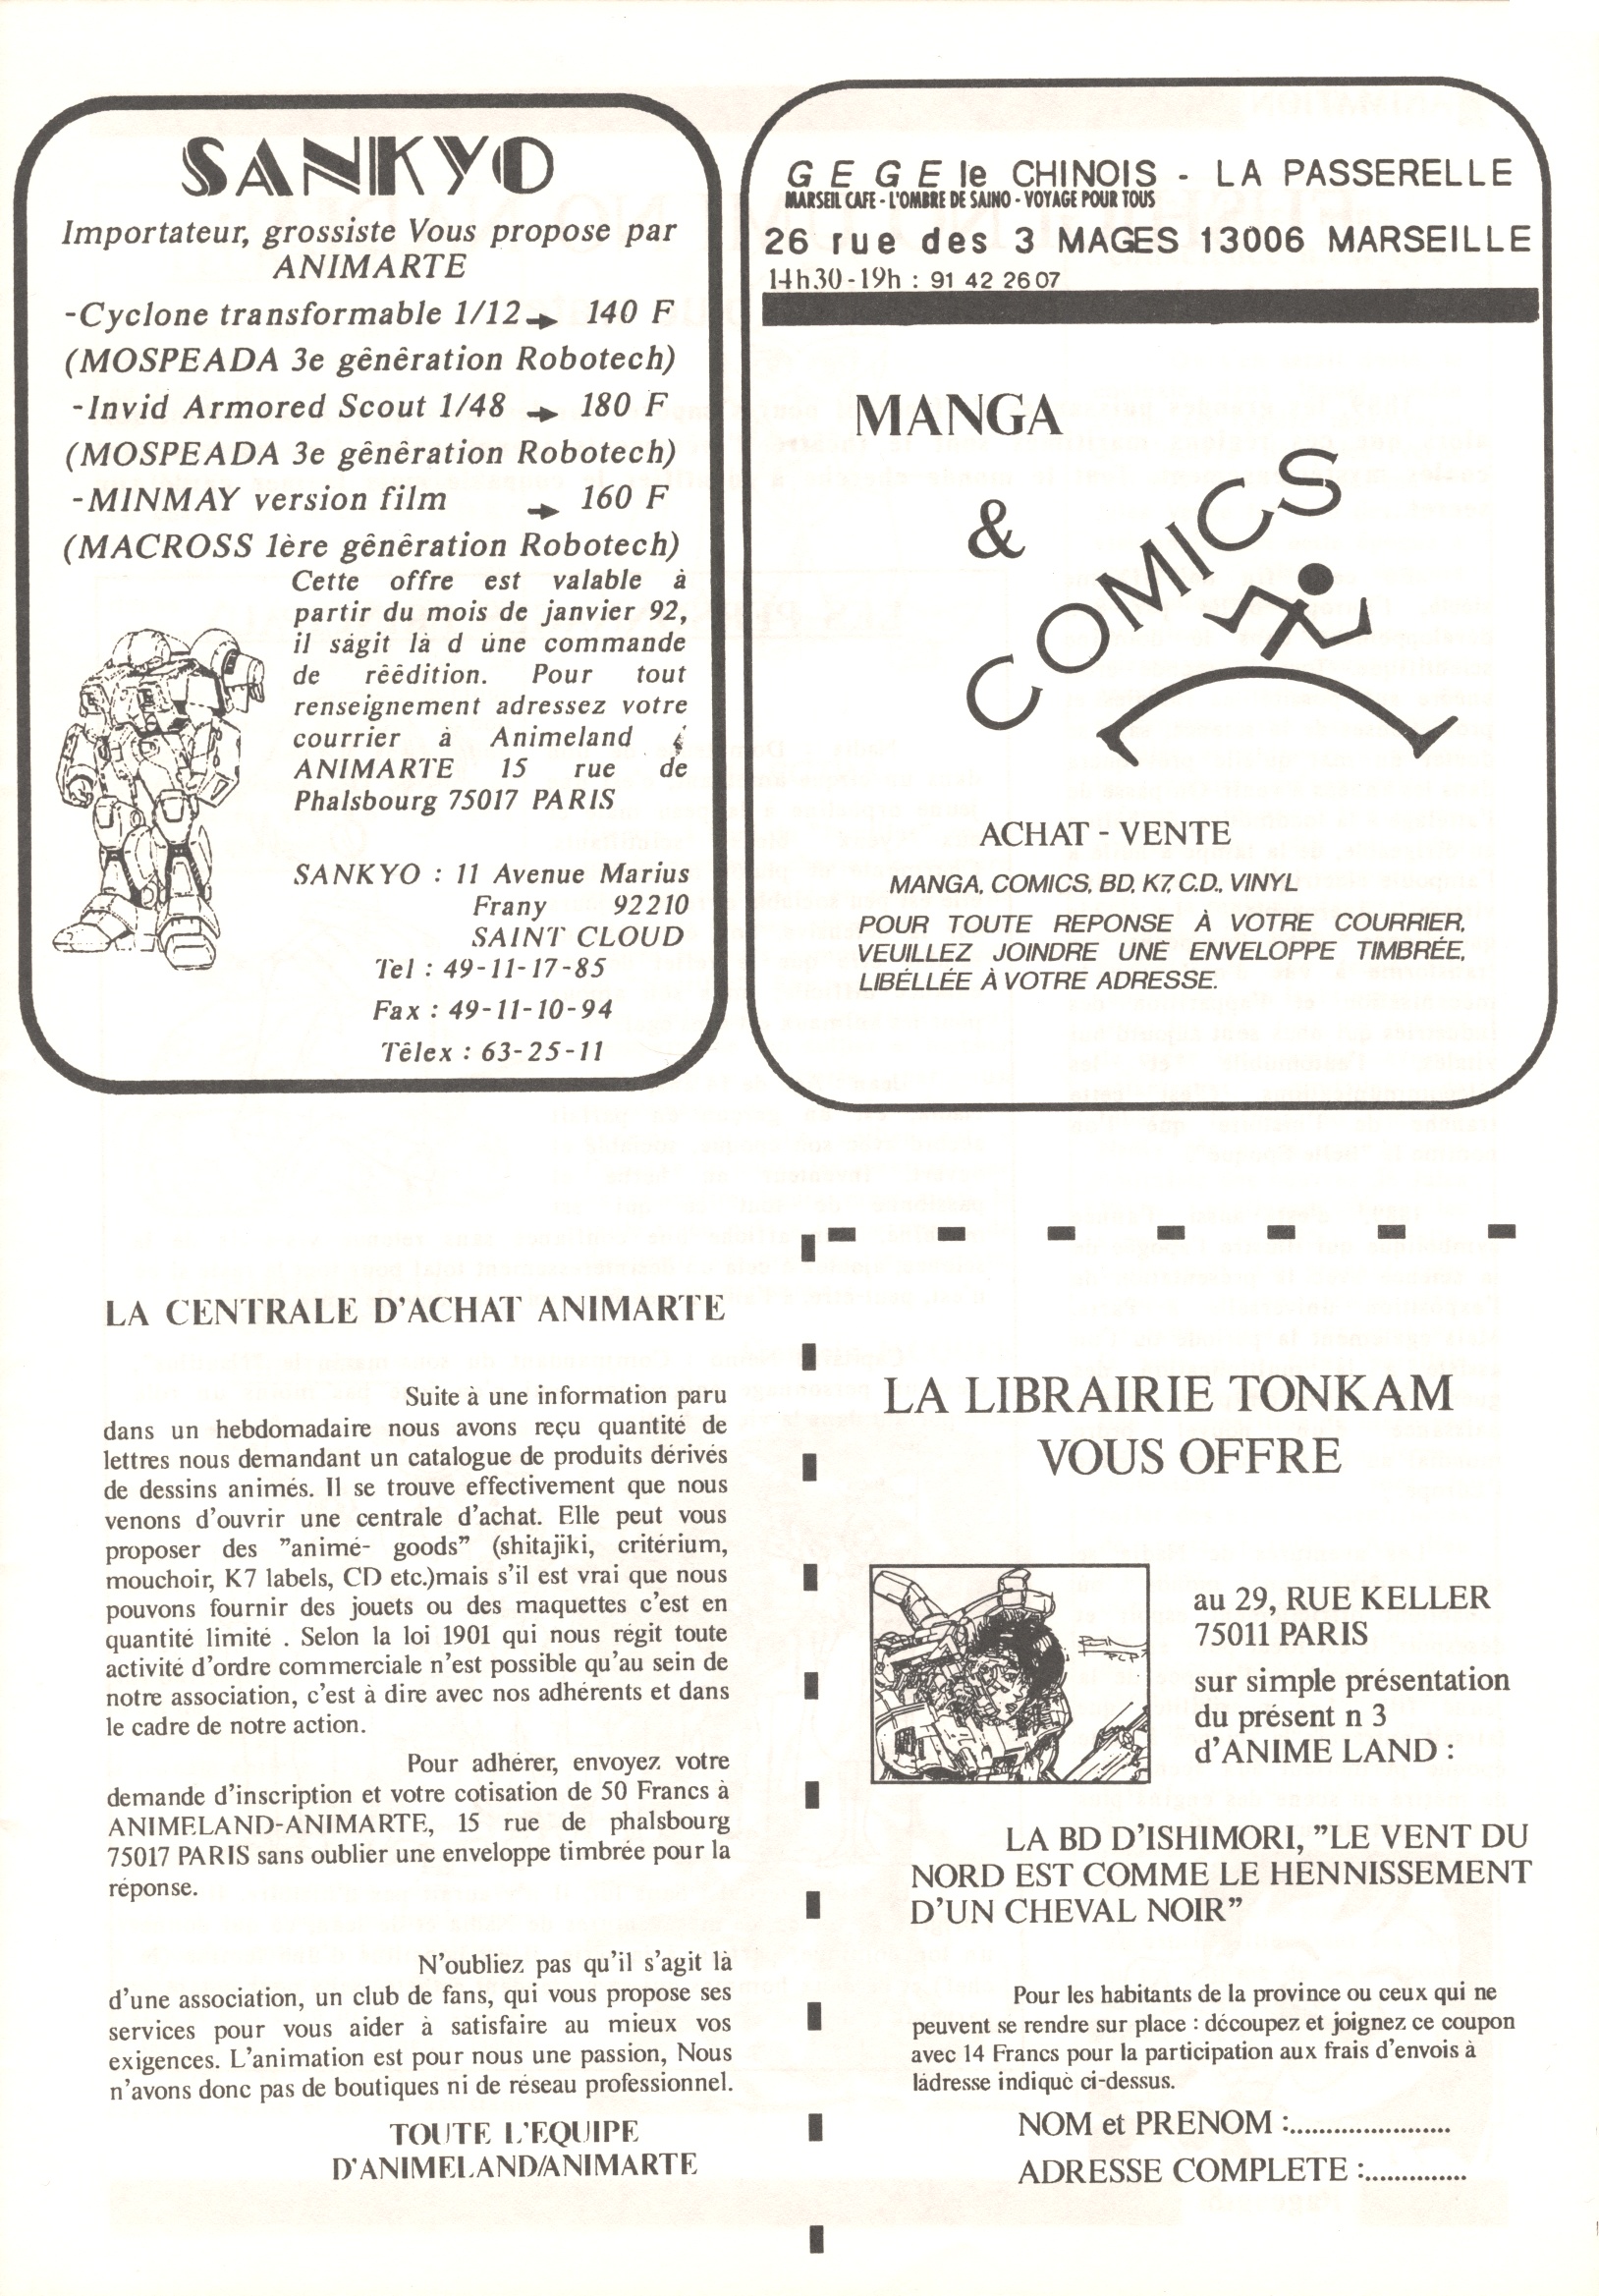 SANKYO
Importateur, grossiste Vous propose par
ANIMARTE
-Cyclone transformable 1/12 → 140 F
(MOSPEADA 3e gênêration Robotech)
-Invid Armored Scout 1/48 → 180 F
(MOSPEADA 3e gênêration Robotech)
-MINMAY version film → 160 F
(MACROSS 1ère gênêration Robotech)
Cette offre est valable à
partir du mois de janvier 92,
il ságit là d úne commande
de rêêdition. Pour tout
renseignement adressez votre
courrier à Animeland
ANIMARTE 15 rue de
Phalsbourg 75017 PARIS
SANKYO : 11 Avenue Marius
Frany 92210
SAINT CLOUD
Tel : 49-11-17-85
Fax : 49-11-10-94
Têlex : 63-25-11
GEGE le CHINOIS - LA PASSERELLE
MARSEIL CAFE - L'OMBRE DE SAINO - VOYAGE POUR TOUS
26 rue des 3 MAGES 13006 MARSEILLE
14h30-19h : 91 42 26 07
MANGA
&
COMICS
ACHAT - VENTE
MANGA, COMICS, BD, K7, C.D., VINYL
POUR TOUTE REPONSE À VOTRE COURRIER,
VEUILLEZ JOINDRE UNE ENVELOPPE TIMBRÉE,
LIBÉLLÉE À VOTRE ADRESSE.
LA CENTRALE D'ACHAT ANIMARTE
Suite à une information paru
dans un hebdomadaire nous avons reçu quantité de
lettres nous demandant un catalogue de produits dérivés
de dessins animés. Il se trouve effectivement que nous
venons d'ouvrir une centrale d'achat. Elle peut vous
proposer des "animé- goods" (shitajiki, critérium,
mouchoir, K7 labels, CD etc.)mais s'il est vrai que nous
pouvons fournir des jouets ou des maquettes c'est en
quantité limité . Selon la loi 1901 qui nous régit toute
activité d'ordre commerciale n'est possible qu'au sein de
notre association, c'est à dire avec nos adhérents et dans
le cadre de notre action.
Pour adhérer, envoyez votre
demande d'inscription et votre cotisation de 50 Francs à
ANIMELAND-ANIMARTE, 15 rue de phalsbourg
75017 PARIS sans oublier une enveloppe timbrée pour la
réponse.
N'oubliez pas qu'il s'agit là
d'une association, un club de fans, qui vous propose ses
services pour vous aider à satisfaire au mieux vos
exigences. L'animation est pour nous une passion, Nous
n'avons donc pas de boutiques ni de réseau professionnel.
TOUTE L'EQUIPE
D'ANIMELAND/ANIMARTE
LA LIBRAIRIE TONKAM
VOUS OFFRE
au 29, RUE KELLER
75011 PARIS
sur simple présentation
du présent n 3
d'ANIME LAND :
LA BD D'ISHIMORI, "LE VENT DU
NORD EST COMME LE HENNISSEMENT
D'UN CHEVAL NOIR"
Pour les habitants de la province ou ceux qui ne
peuvent se rendre sur place : découpez et joignez ce coupon
avec 14 Francs pour la participation aux frais d'envois à
ládresse indiqué ci-dessus.
NOM et PRENOM :......................
ADRESSE COMPLETE :..............